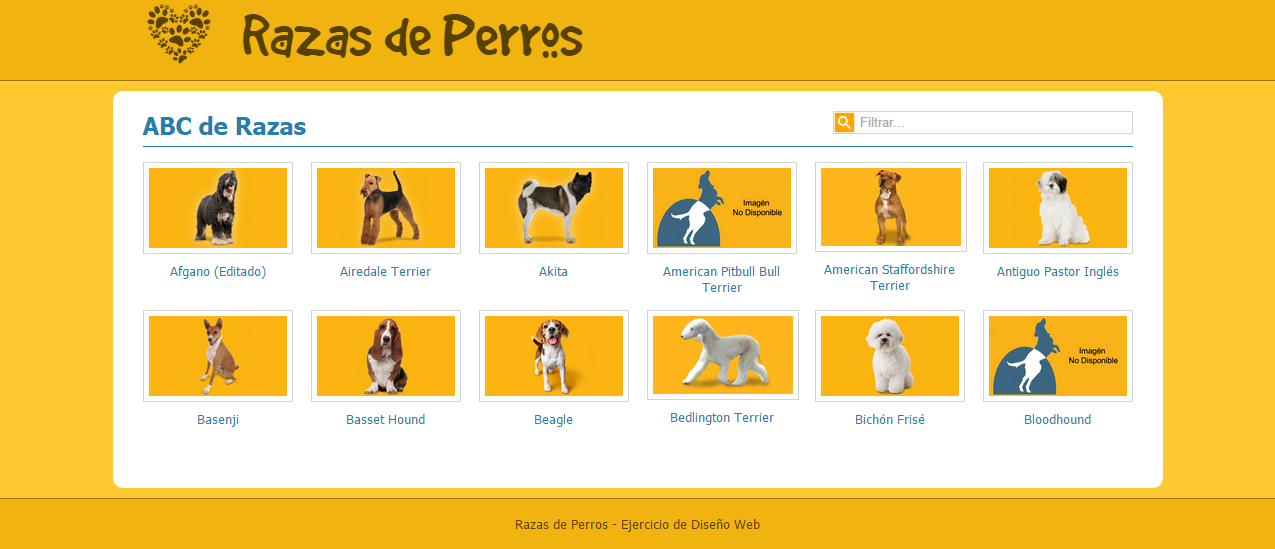 Razas de Perros
ABC de Razas
Filtrar...
Imagén
No Disponible
Afgano (Editado)
Airedale Terrier
Akita
American Pitbull Bull
Terrier
American Staffordshire
Terrier
Antiguo Pastor Inglés
Imagén
No Disponible
Basenji
Basset Hound
Beagle
Bedlington Terrier
Bichón Frisé
Bloodhound
Razas de Perros - Ejercicio de Diseño Web